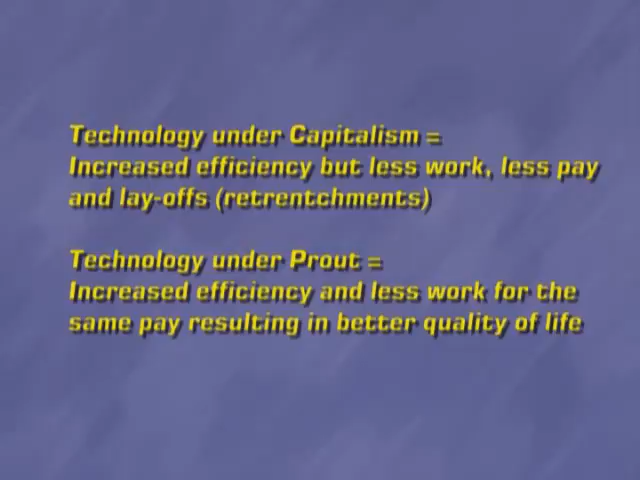 Technology under Capitalism =
Increased efficiency but less work, less pay
and lay-offs (retrentchments)
Technology under Prout =
Increased efficiency and less work for the
same pay resulting in better quality of life